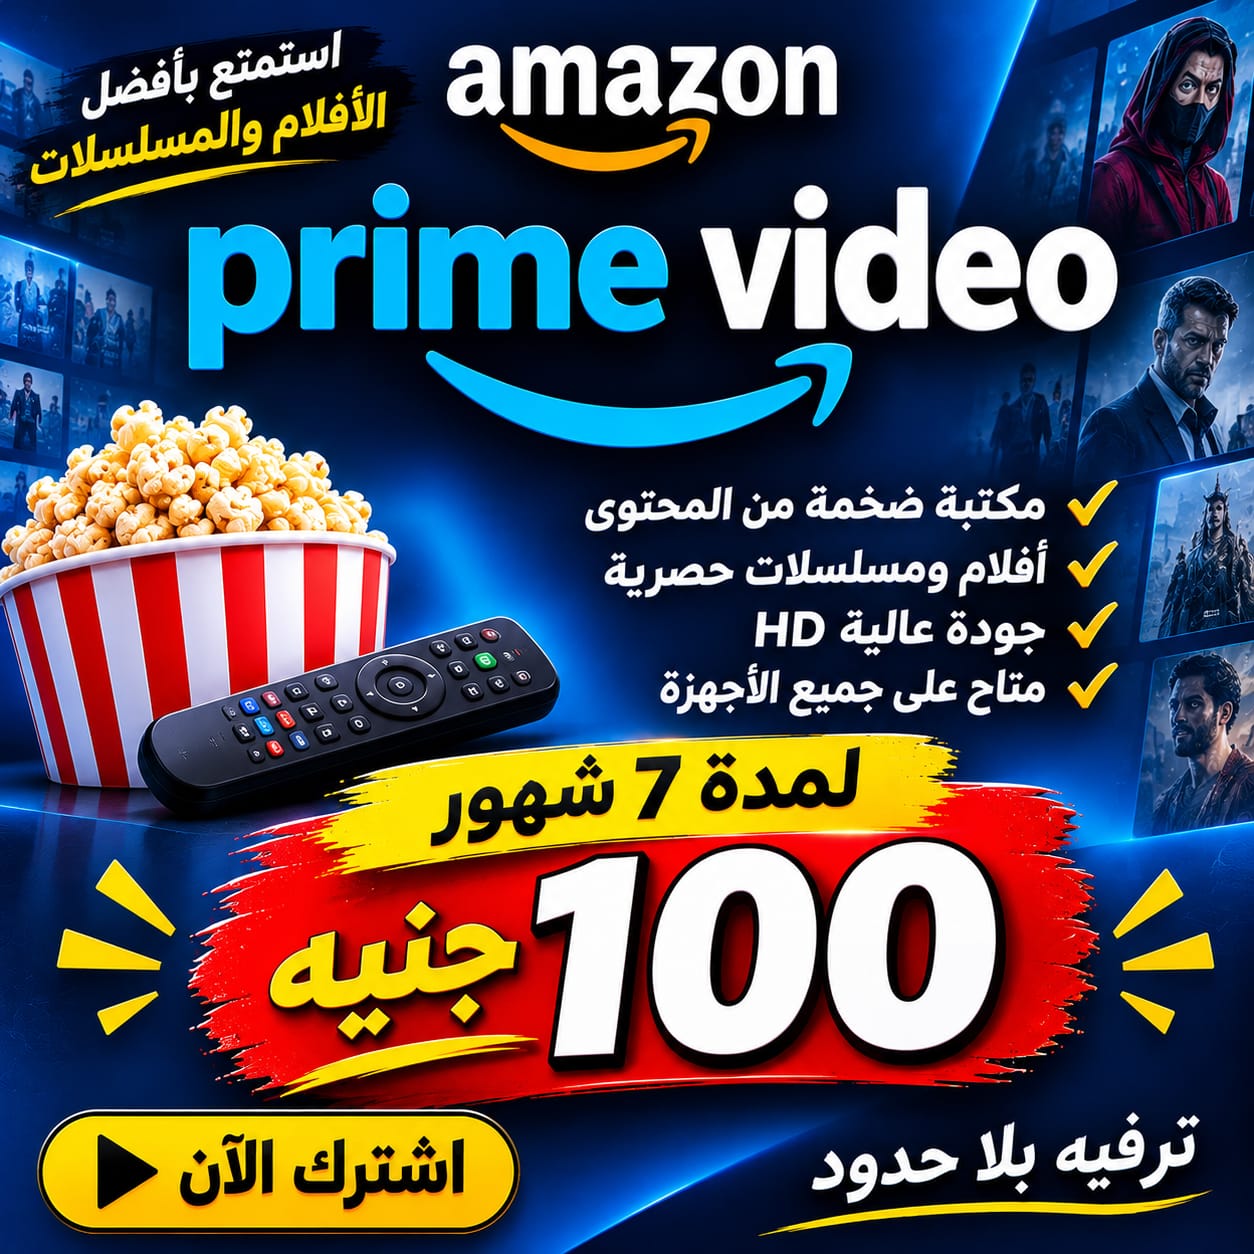 استمتع بأفضل
الأفلام والمسلسلات
amazon
prime video
مكتبة ضخمة من المحتوى
أفلام ومسلسلات حصرية
جودة عالية HD
متاح على جميع الأجهزة
لمدة 7 شهور
100 جنيه
اشترك الآن
ترفيه بلا حدود